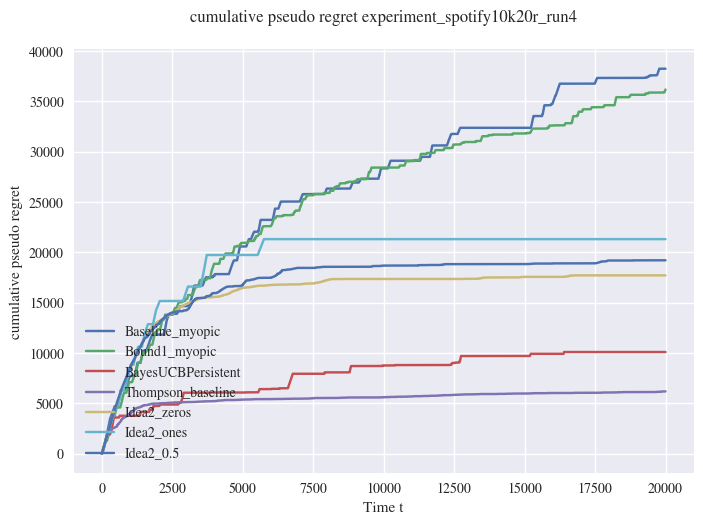 cumulative pseudo regret experiment_spotify10k20r_run4
40000
35000
30000
25000
20000
15000
10000
5000
0
cumulative pseudo regret
Baseline_myopic
Bound1_myopic
BayesUCBPersistent
Thompson_baseline
Idea2_zeros
Idea2_ones
Idea2_0.5
0 2500 5000 7500 10000 12500 15000 17500 20000
Time t